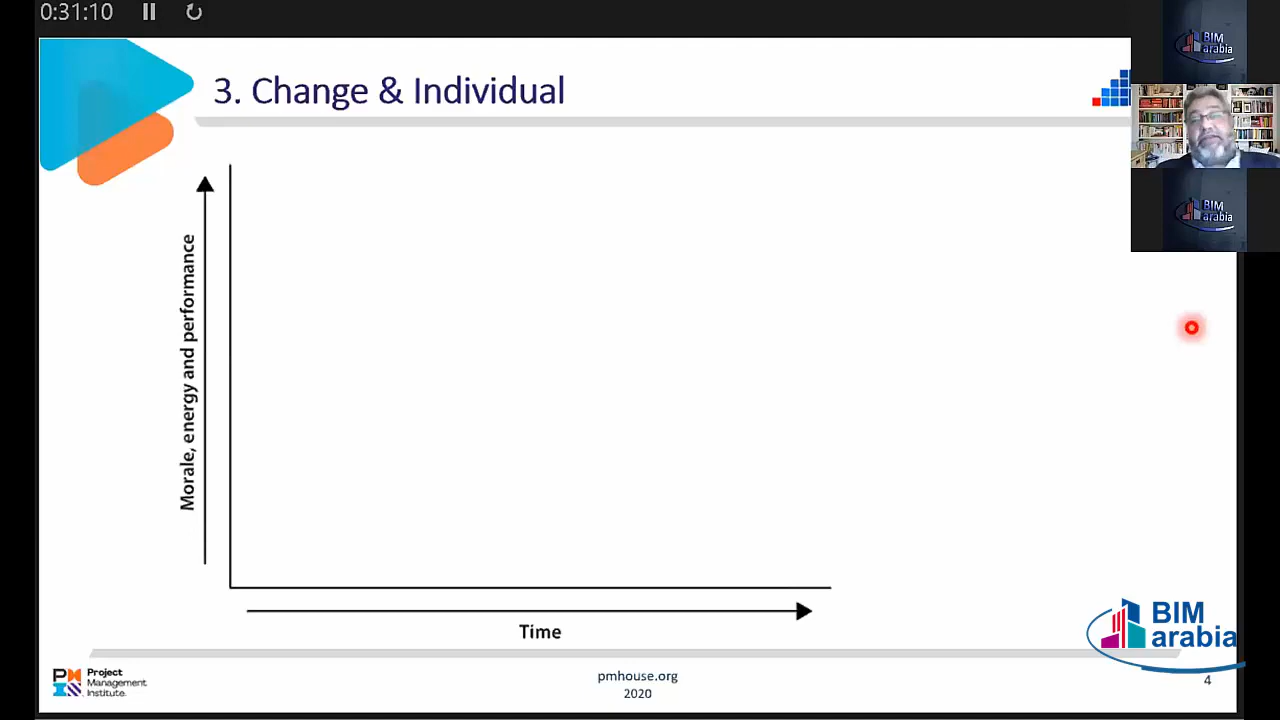 0:31:10
BIM
arabia
3. Change & Individual
BIM
arabia
Morale, energy and performance
Time
BIM
arabia
Project
Management
Institute.
pmhouse.org
2020
4